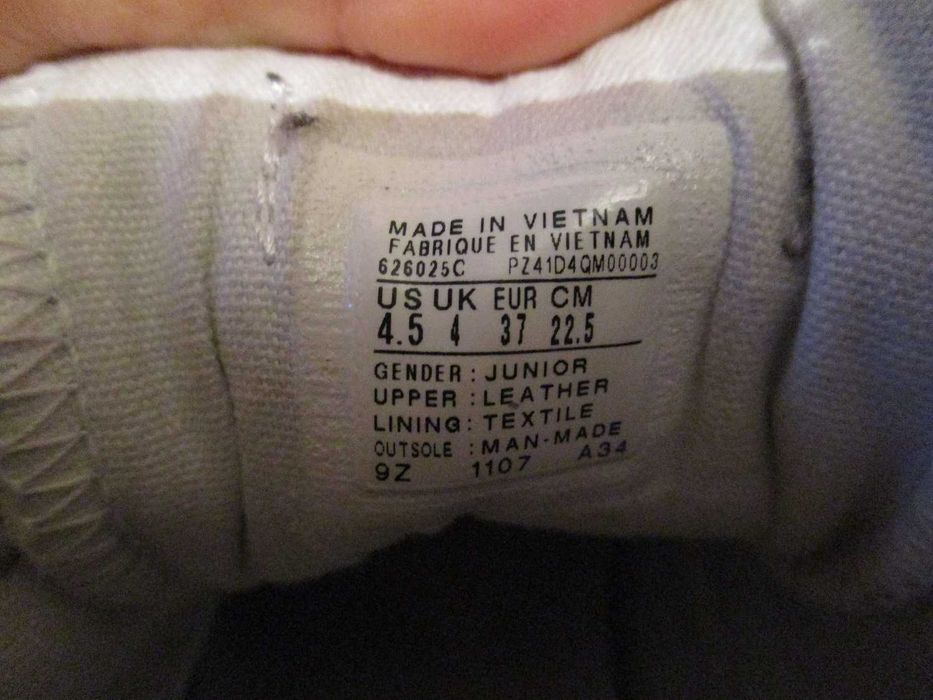 MADE IN VIETNAM
FABRIQUE EN VIETNAM
626025C PZ41D4QM00003
US UK EUR CM
4.5 4 37 22.5
GENDER : JUNIOR
UPPER : LEATHER
LINING : TEXTILE
OUTSOLE : MAN-MADE
9Z 1107 A34